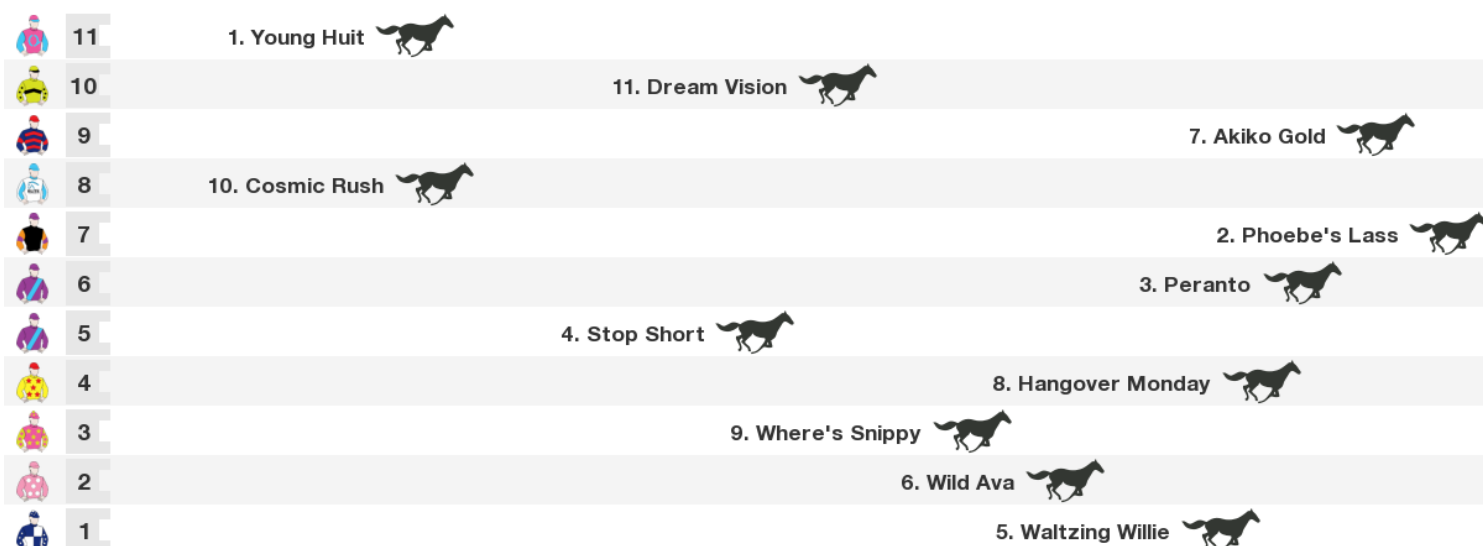 11 1. Young Huit
10 11. Dream Vision
9 7. Akiko Gold
8 10. Cosmic Rush
7 2. Phoebe's Lass
6 3. Peranto
5 4. Stop Short
4 8. Hangover Monday
3 9. Where's Snippy
2 6. Wild Ava
1 5. Waltzing Willie